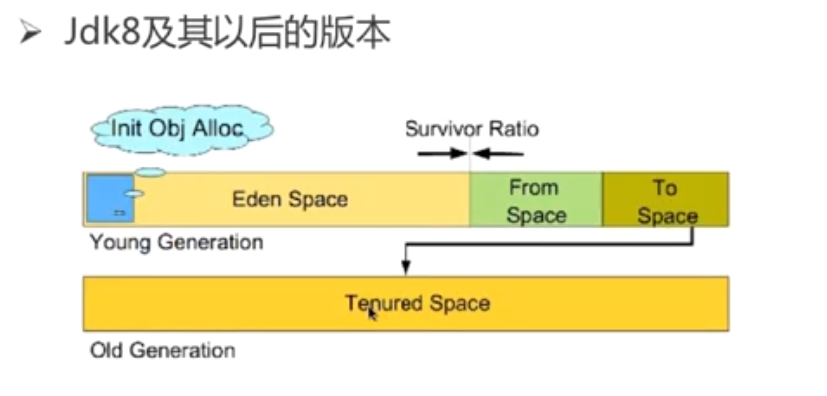 Jdk8及其以后的版本
Init Obj Alloc
Survivor Ratio
Eden Space
From
Space
To
Space
Young Generation
Tenured Space
Old Generation